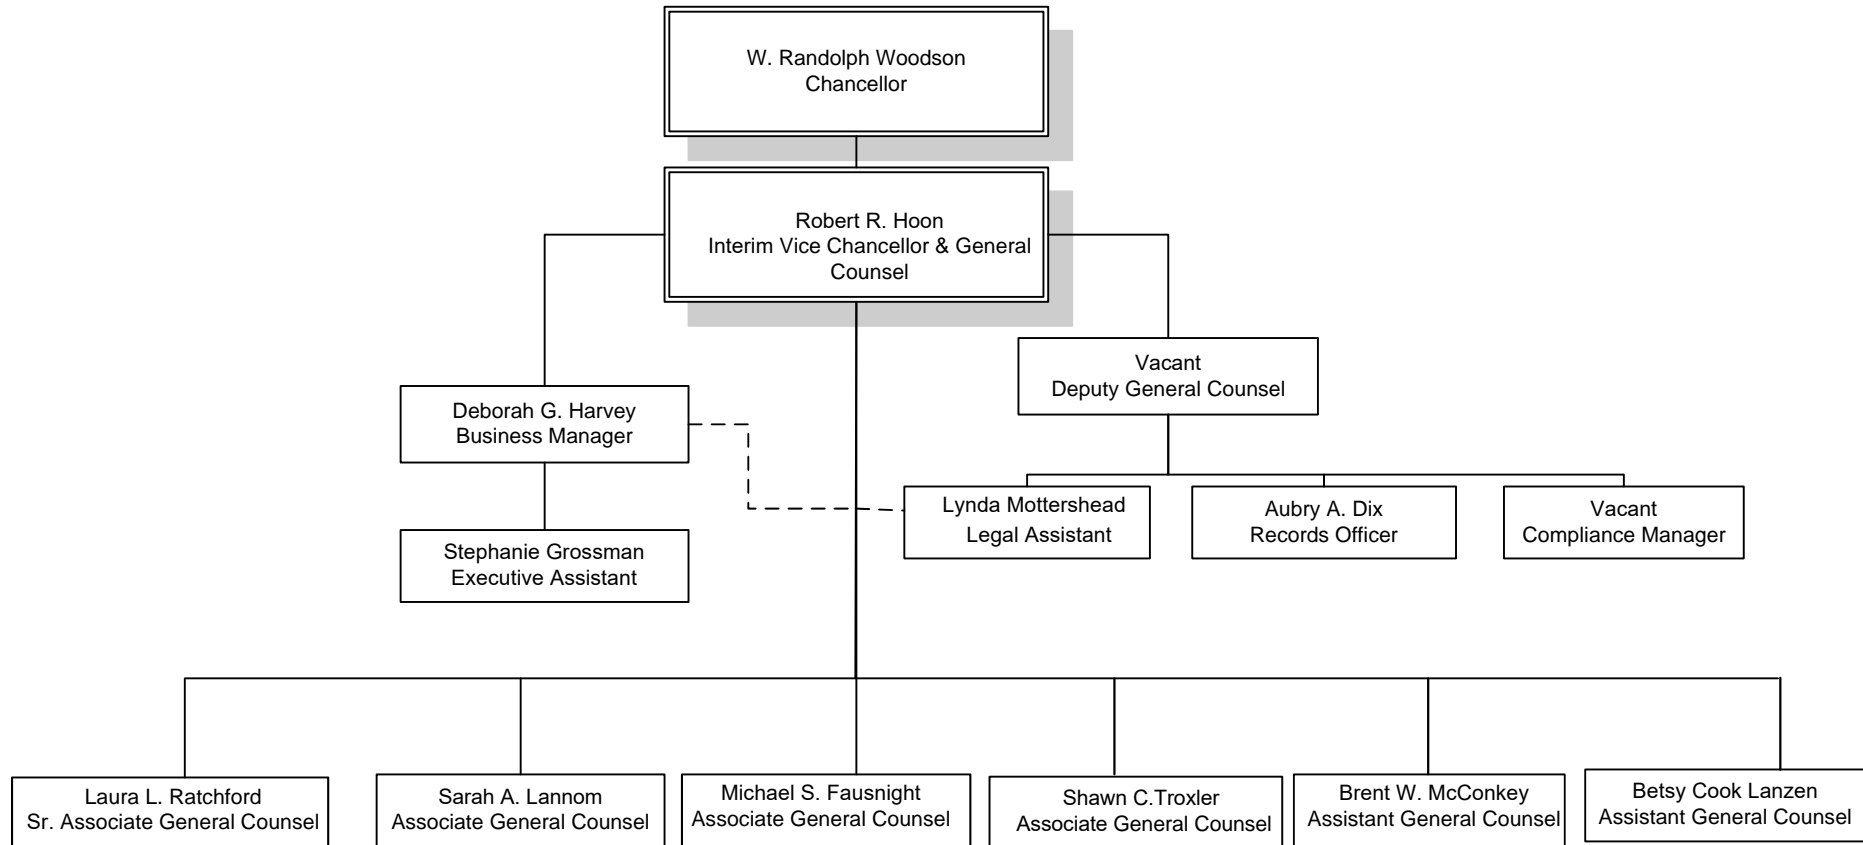 W. Randolph Woodson
Chancellor
Robert R. Hoon
Interim Vice Chancellor & General
Counsel
Vacant
Deputy General Counsel
Deborah G. Harvey
Business Manager
Lynda Mottershead
Legal Assistant
Aubry A. Dix
Records Officer
Vacant
Compliance Manager
Stephanie Grossman
Executive Assistant
Laura L. Ratchford
Sr. Associate General Counsel
Sarah A. Lannom
Associate General Counsel
Michael S. Fausnight
Associate General Counsel
Shawn C.Troxler
Associate General Counsel
Brent W. McConkey
Assistant General Counsel
Betsy Cook Lanzen
Assistant General Counsel